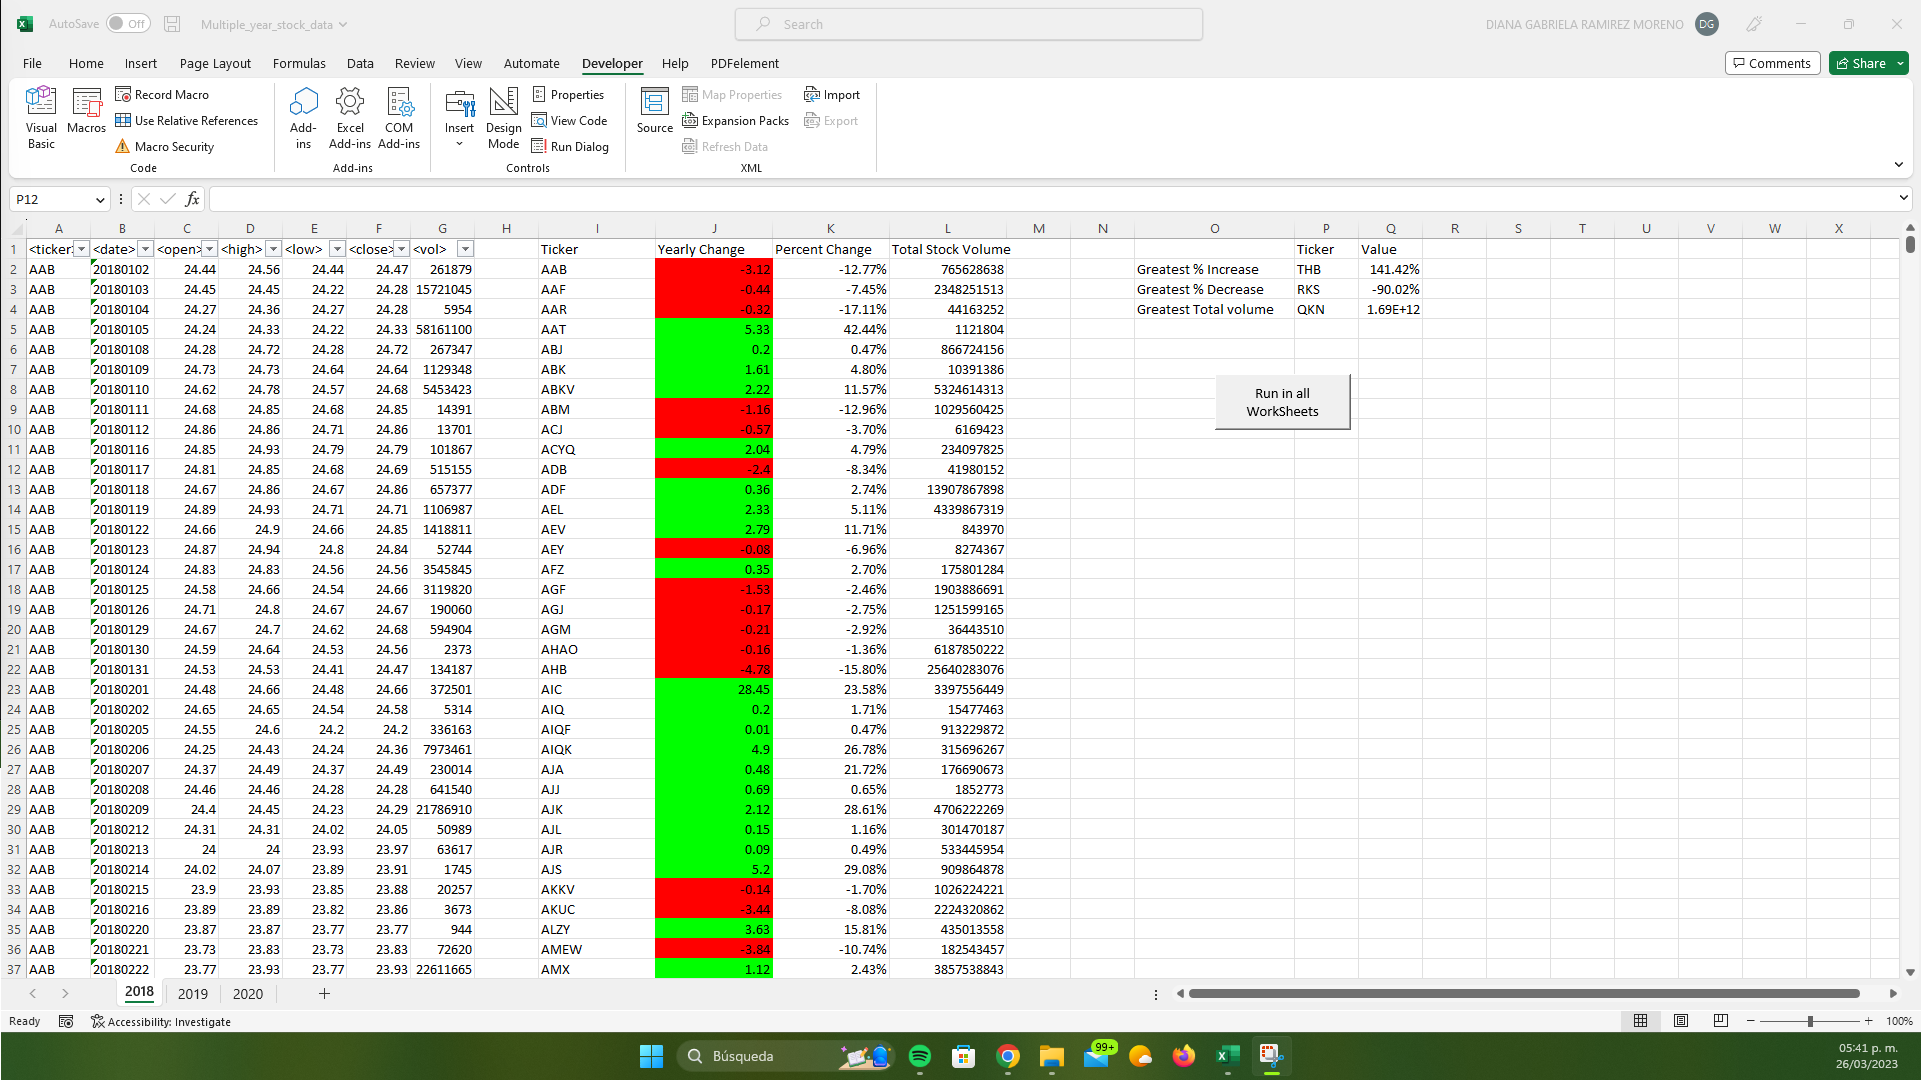 AutoSave Off Multiple_year_stock_data Search DIANA GABRIELA RAMIREZ MORENO DG
File Home Insert Page Layout Formulas Data Review View Automate Developer Help PDFelement Comments Share
Visual Basic Macros Record Macro Use Relative References Macro Security Code
Add-ins Excel Add-ins COM Add-ins Add-ins
Insert Design Mode Properties View Code Run Dialog Controls
Source Map Properties Expansion Packs Refresh Data Import Export XML
P12 fx
A B C D E F G H I J K L M N O P Q R S T U V W X
1 <ticker> <date> <open> <high> <low> <close> <vol> Ticker Yearly Change Percent Change Total Stock Volume Ticker Value
2 AAB 20180102 24.44 24.56 24.44 24.47 261879 AAB -3.12 -12.77% 765628638 Greatest % Increase THB 141.42%
3 AAB 20180103 24.45 24.45 24.22 24.28 15721045 AAF -0.44 -7.45% 2348251513 Greatest % Decrease RKS -90.02%
4 AAB 20180104 24.27 24.36 24.27 24.28 5954 AAR -0.32 -17.11% 44163252 Greatest Total volume QKN 1.69E+12
5 AAB 20180105 24.24 24.33 24.22 24.33 58161100 AAT 5.33 42.44% 1121804
6 AAB 20180108 24.28 24.72 24.28 24.72 267347 ABJ 0.2 0.47% 866724156
7 AAB 20180109 24.73 24.73 24.64 24.64 1129348 ABK 1.61 4.80% 10391386
8 AAB 20180110 24.62 24.78 24.57 24.68 5453423 ABKV 2.22 11.57% 5324614313
9 AAB 20180111 24.68 24.85 24.68 24.85 14391 ABM -1.16 -12.96% 1029560425
Run in all
WorkSheets
10 AAB 20180112 24.86 24.86 24.71 24.86 13701 ACJ -0.57 -3.70% 6169423
11 AAB 20180116 24.85 24.93 24.79 24.79 101867 ACYQ 2.04 4.79% 234097825
12 AAB 20180117 24.81 24.85 24.68 24.69 515155 ADB -2.4 -8.34% 41980152
13 AAB 20180118 24.67 24.86 24.67 24.86 657377 ADF 0.36 2.74% 13907867898
14 AAB 20180119 24.89 24.93 24.71 24.71 1106987 AEL 2.33 5.11% 4339867319
15 AAB 20180122 24.66 24.9 24.66 24.85 1418811 AEV 2.79 11.71% 843970
16 AAB 20180123 24.87 24.94 24.8 24.84 52744 AEY -0.08 -6.96% 8274367
17 AAB 20180124 24.83 24.83 24.56 24.56 3545845 AFZ 0.35 2.70% 175801284
18 AAB 20180125 24.58 24.66 24.54 24.66 3119820 AGF -1.53 -2.46% 1903886691
19 AAB 20180126 24.71 24.8 24.67 24.67 190060 AGJ -0.17 -2.75% 1251599165
20 AAB 20180129 24.67 24.7 24.62 24.68 594904 AGM -0.21 -2.92% 36443510
21 AAB 20180130 24.59 24.64 24.53 24.56 2373 AHAO -0.16 -1.36% 6187850222
22 AAB 20180131 24.53 24.53 24.41 24.47 134187 AHB -4.78 -15.80% 25640283076
23 AAB 20180201 24.48 24.66 24.48 24.66 372501 AIC 28.45 23.58% 3397556449
24 AAB 20180202 24.65 24.65 24.54 24.58 5314 AIQ 0.2 1.71% 15477463
25 AAB 20180205 24.55 24.6 24.2 24.2 336163 AIQF 0.01 0.47% 913229872
26 AAB 20180206 24.25 24.43 24.24 24.36 7973461 AIQK 4.9 26.78% 315696267
27 AAB 20180207 24.37 24.49 24.37 24.49 230014 AJA 0.48 21.72% 176690673
28 AAB 20180208 24.46 24.46 24.28 24.28 641540 AJJ 0.69 0.65% 1852773
29 AAB 20180209 24.4 24.45 24.23 24.29 21786910 AJK 2.12 28.61% 4706222269
30 AAB 20180212 24.31 24.31 24.02 24.05 50989 AJL 0.15 1.16% 301470187
31 AAB 20180213 24 24 23.93 23.97 63617 AJR 0.09 0.49% 533445954
32 AAB 20180214 24.02 24.07 23.89 23.91 1745 AJS 5.2 29.08% 909864878
33 AAB 20180215 23.9 23.93 23.85 23.88 20257 AKKV -0.14 -1.70% 1026224221
34 AAB 20180216 23.89 23.89 23.82 23.86 3673 AKUC -3.44 -8.08% 2224320862
35 AAB 20180220 23.87 23.87 23.77 23.77 944 ALZY 3.63 15.81% 435013558
36 AAB 20180221 23.73 23.83 23.73 23.83 72620 AMEW -3.84 -10.74% 182543457
37 AAB 20180222 23.77 23.93 23.77 23.93 22611665 AMX 1.12 2.43% 3857538843
2018 2019 2020 +
Ready Accessibility: Investigate 100%
Búsqueda 99+ 05:41 p. m.
26/03/2023